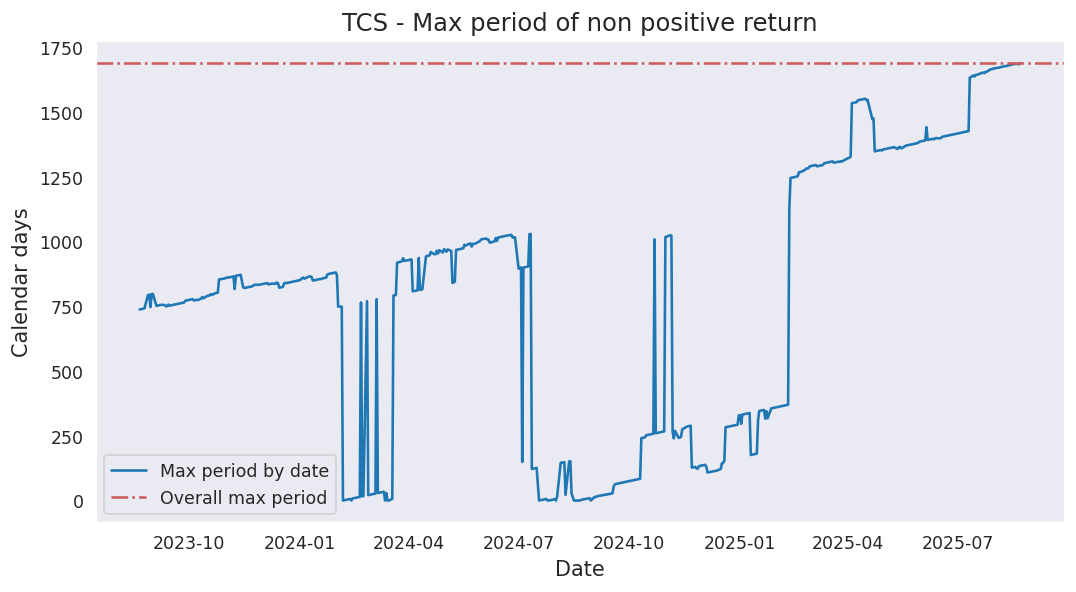 TCS - Max period of non positive return
1750
1500
1250
1000
750
500
250
0
Calendar days
Max period by date
Overall max period
2023-10 2024-01 2024-04 2024-07 2024-10 2025-01 2025-04 2025-07
Date